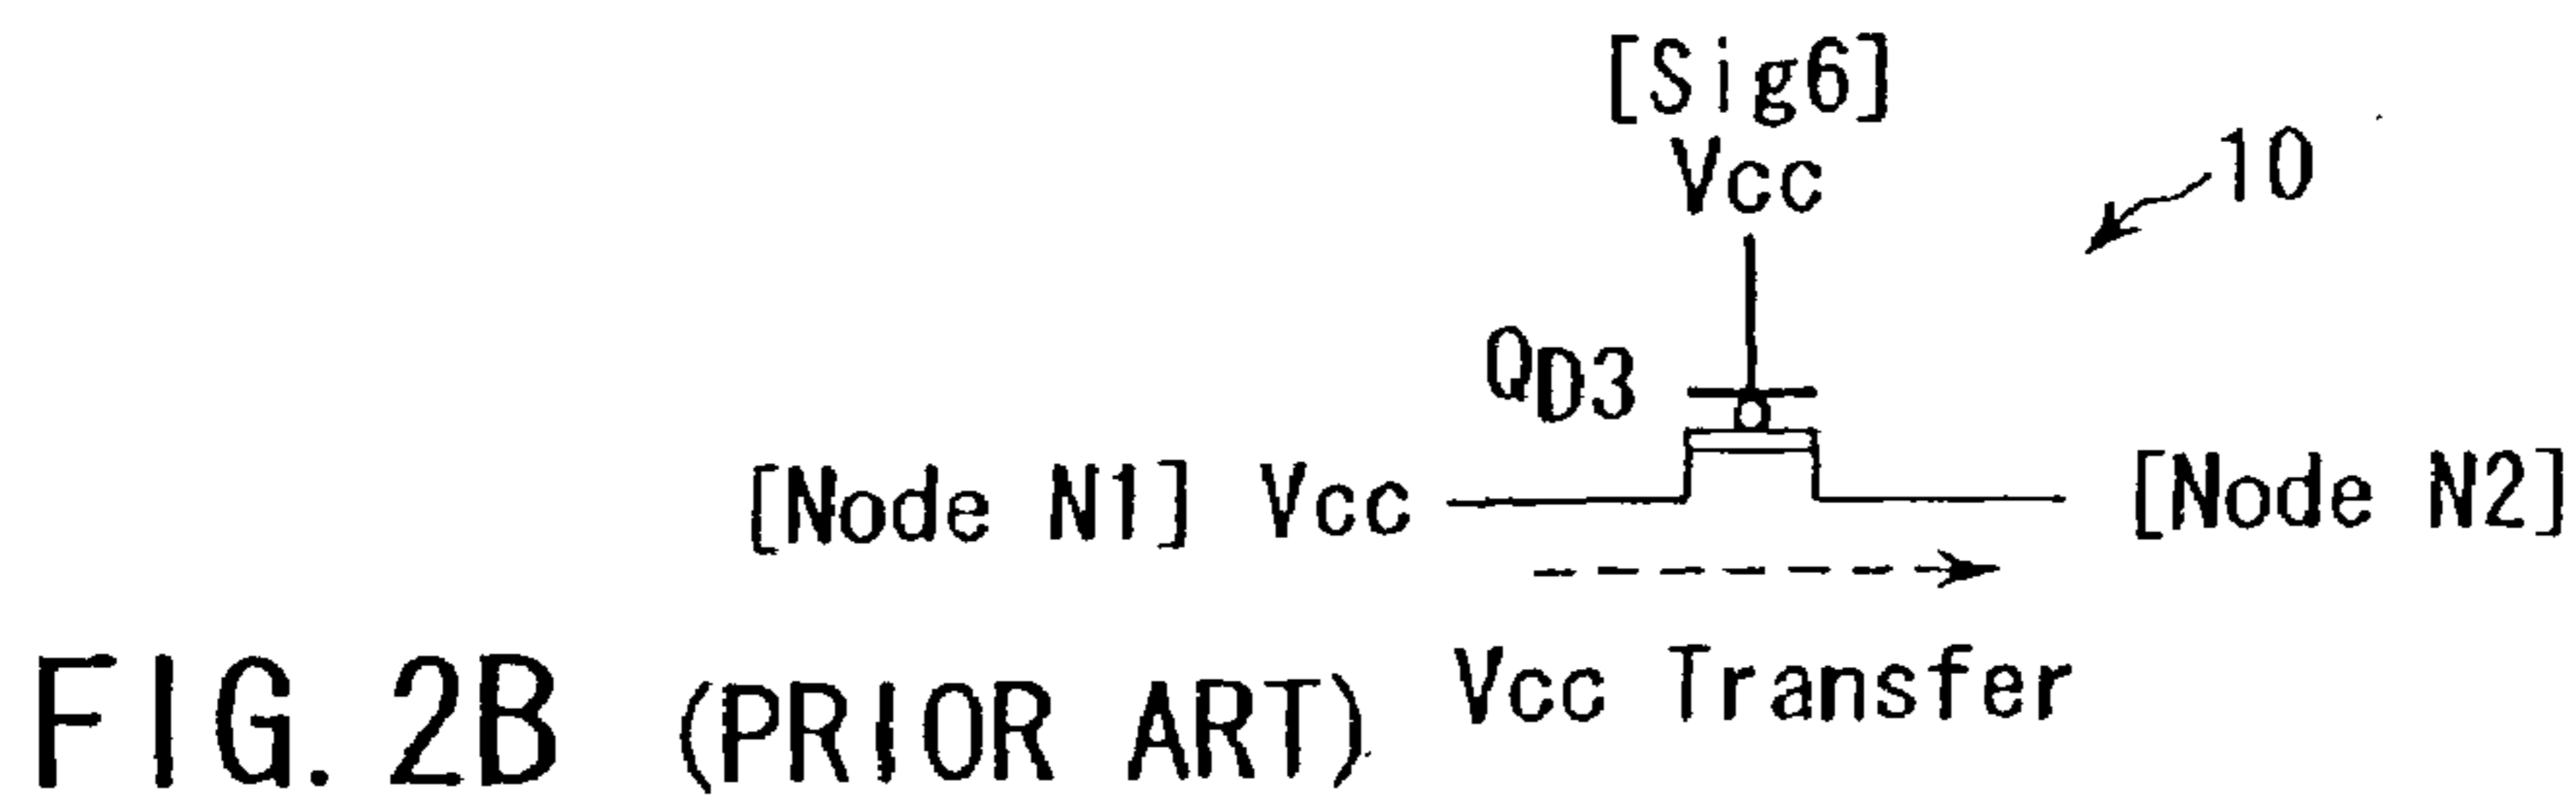 [Sig6]
Vcc
10
QD3
[Node N1] Vcc
[Node N2]
Vcc Transfer
FIG. 2B (PRIOR ART)